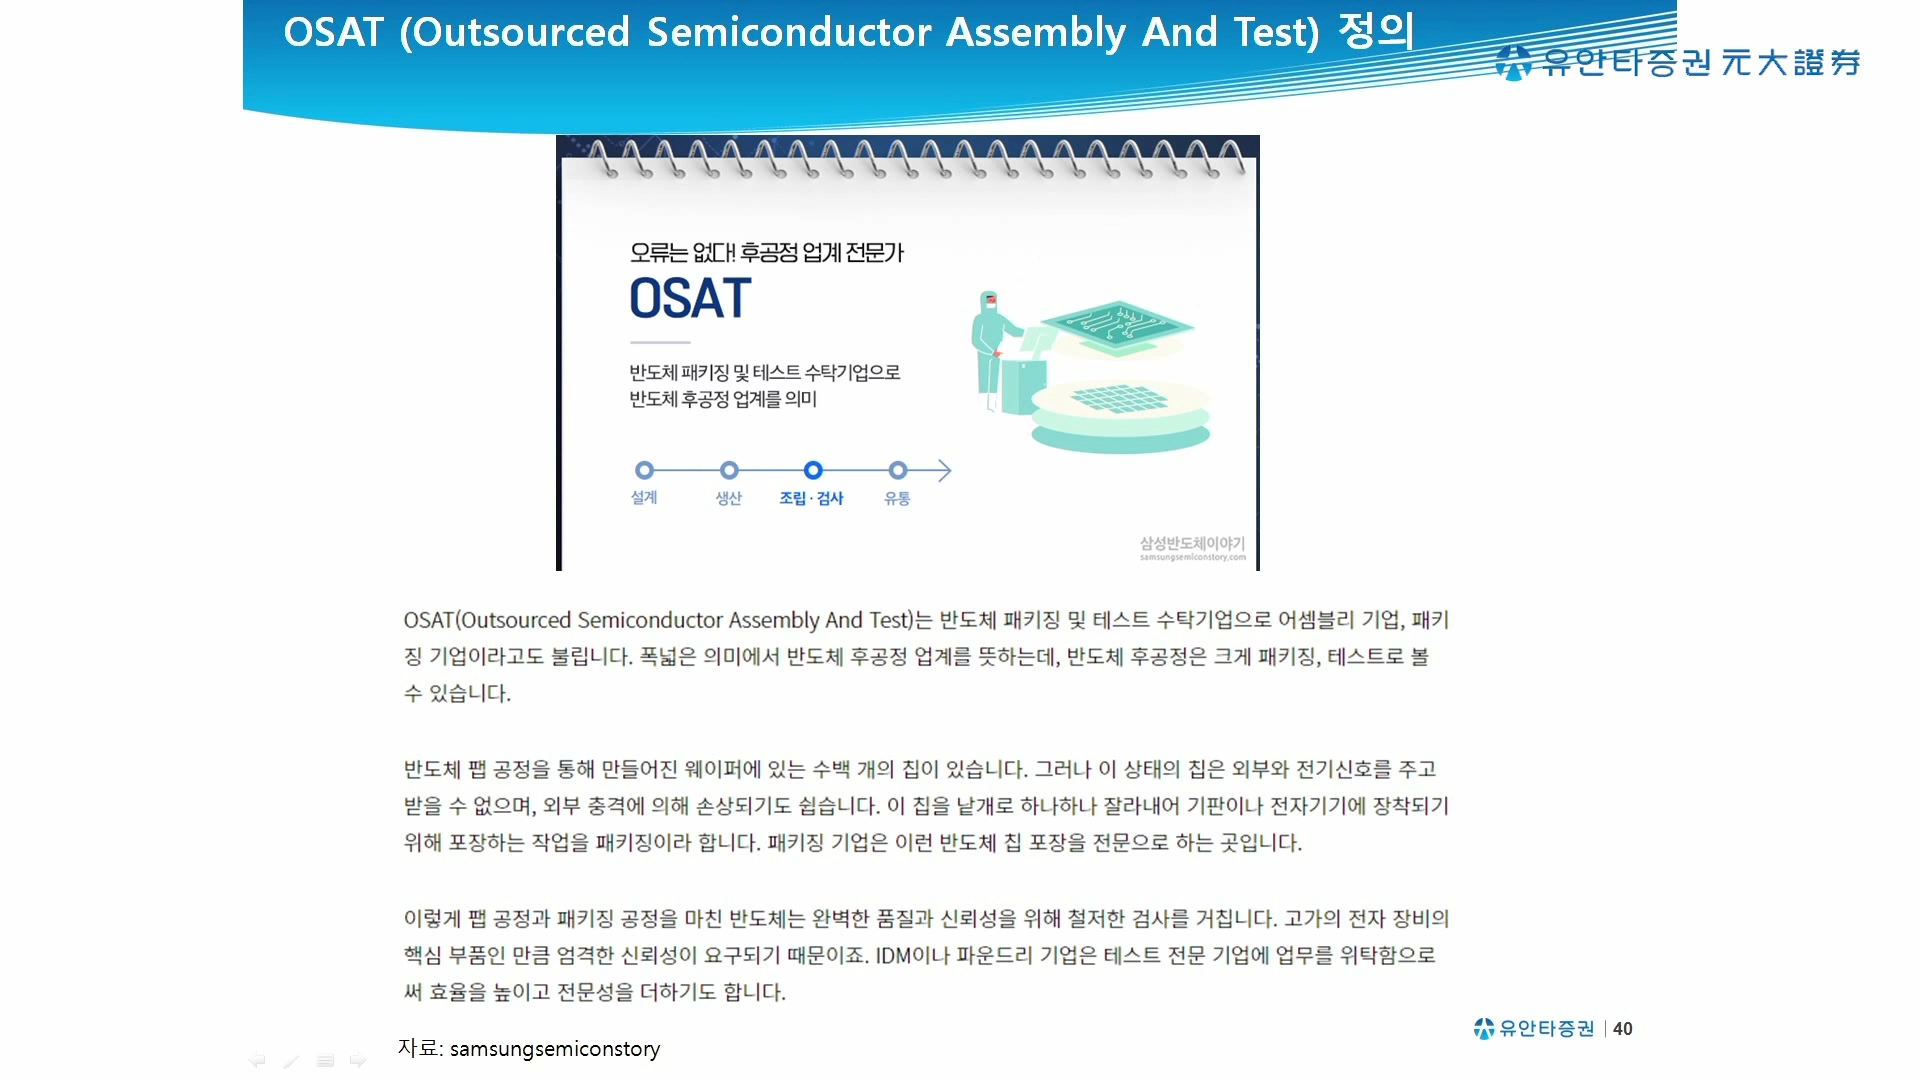 OSAT (Outsourced Semiconductor Assembly And Test) 정의
유안타증권 元大證券
오류는 없다! 후공정 업계 전문가
OSAT
반도체 패키징 및 테스트 수탁기업으로
반도체 후공정 업계를 의미
설계 생산 조립·검사 유통
삼성반도체이야기
samsungsemiconstory.com
OSAT(Outsourced Semiconductor Assembly And Test)는 반도체 패키징 및 테스트 수탁기업으로 어셈블리 기업, 패키
징 기업이라고도 불립니다. 폭넓은 의미에서 반도체 후공정 업계를 뜻하는데, 반도체 후공정은 크게 패키징, 테스트로 볼
수 있습니다.
반도체 팹 공정을 통해 만들어진 웨이퍼에 있는 수백 개의 칩이 있습니다. 그러나 이 상태의 칩은 외부와 전기신호를 주고
받을 수 없으며, 외부 충격에 의해 손상되기도 쉽습니다. 이 칩을 낱개로 하나하나 잘라내어 기판이나 전자기기에 장착되기
위해 포장하는 작업을 패키징이라 합니다. 패키징 기업은 이런 반도체 칩 포장을 전문으로 하는 곳입니다.
이렇게 팹 공정과 패키징 공정을 마친 반도체는 완벽한 품질과 신뢰성을 위해 철저한 검사를 거칩니다. 고가의 전자 장비의
핵심 부품인 만큼 엄격한 신뢰성이 요구되기 때문이죠. IDM이나 파운드리 기업은 테스트 전문 기업에 업무를 위탁함으로
써 효율을 높이고 전문성을 더하기도 합니다.
유안타증권 | 40
자료: samsungsemiconstory